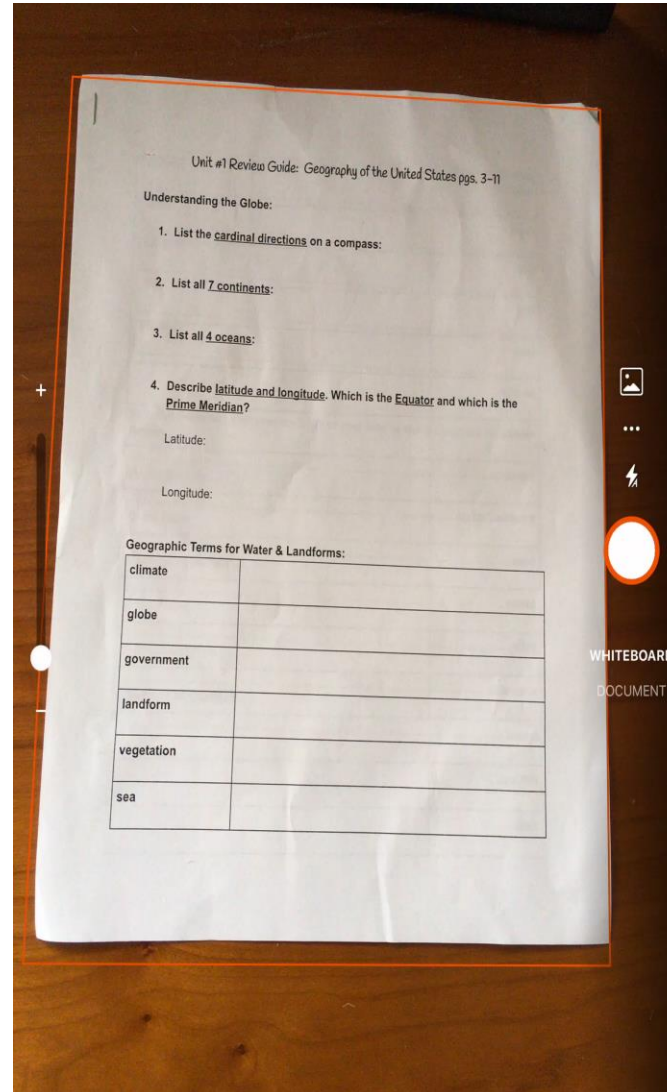 Unit #1 Review Guide: Geography of the United States pgs. 3-11
Understanding the Globe:
1. List the cardinal directions on a compass:
2. List all 7 continents:
3. List all 4 oceans:
4. Describe latitude and longitude. Which is the Equator and which is the
Prime Meridian?
Latitude:
Longitude:
Geographic Terms for Water & Landforms:
climate
globe
government
landform
vegetation
sea
WHITEBOAR
DOCUMENT